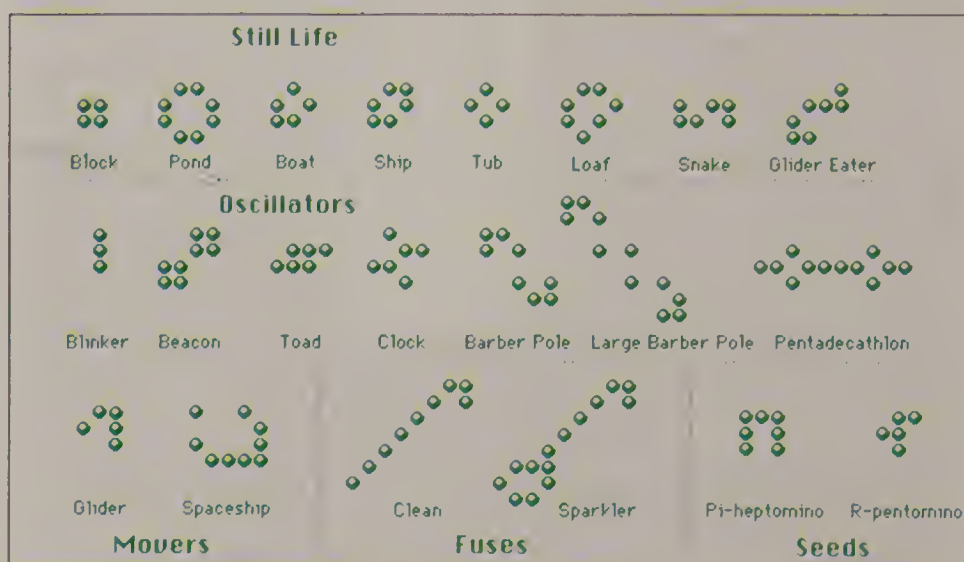 Still Life
Block Pond Boat Ship Tub Loaf Snake Glider Eater
Oscillators
Blinker Beacon Toad Clock Barber Pole Large Barber Pole Pentadecathlon
Glider Spaceship Clean Sparkler Pi-heptomino R-pentomino
Movers Fuses Seeds